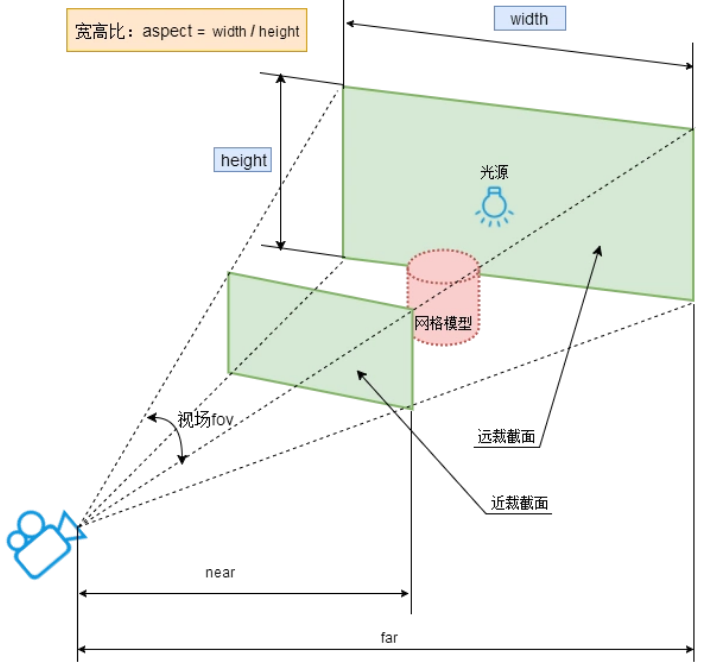 宽高比：aspect = width / height
width
height
光源
网格模型
视场fov
远裁截面
近裁截面
near
far